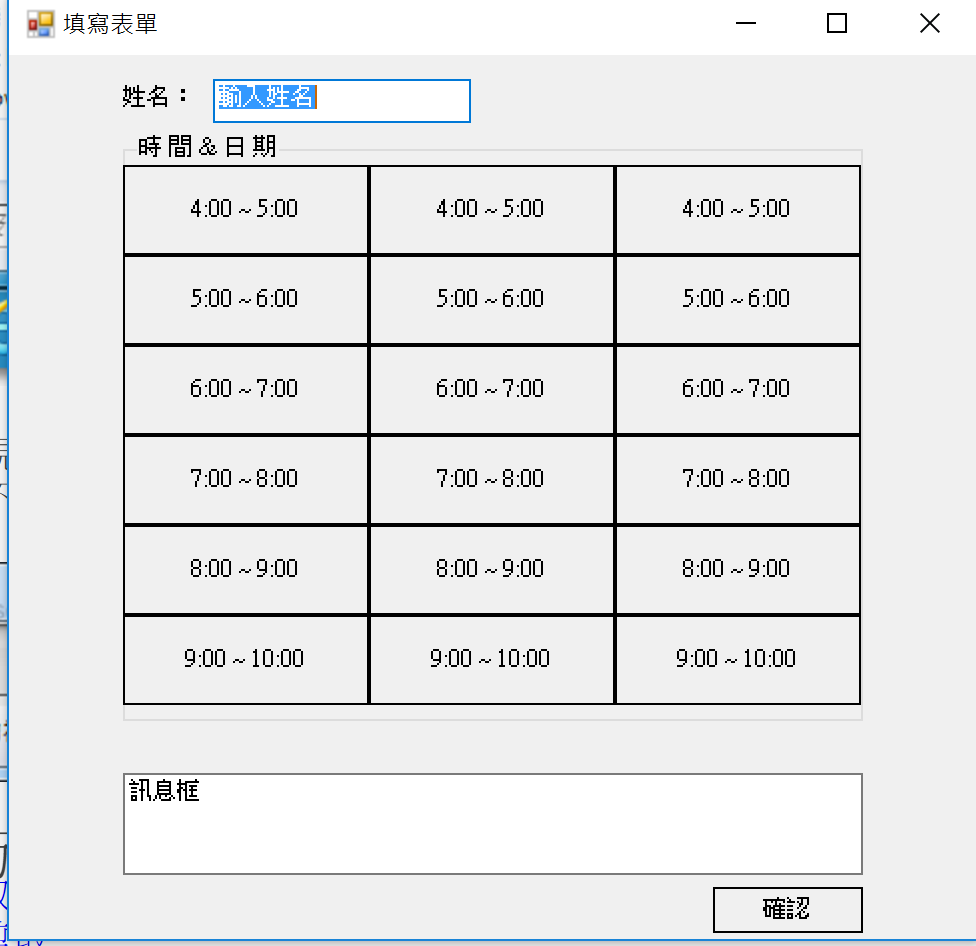 填寫表單
姓名：
輸入姓名
時間&日期
4:00 ~ 5:00 4:00 ~ 5:00 4:00 ~ 5:00
5:00 ~ 6:00 5:00 ~ 6:00 5:00 ~ 6:00
6:00 ~ 7:00 6:00 ~ 7:00 6:00 ~ 7:00
7:00 ~ 8:00 7:00 ~ 8:00 7:00 ~ 8:00
8:00 ~ 9:00 8:00 ~ 9:00 8:00 ~ 9:00
9:00 ~ 10:00 9:00 ~ 10:00 9:00 ~ 10:00
訊息框
確認